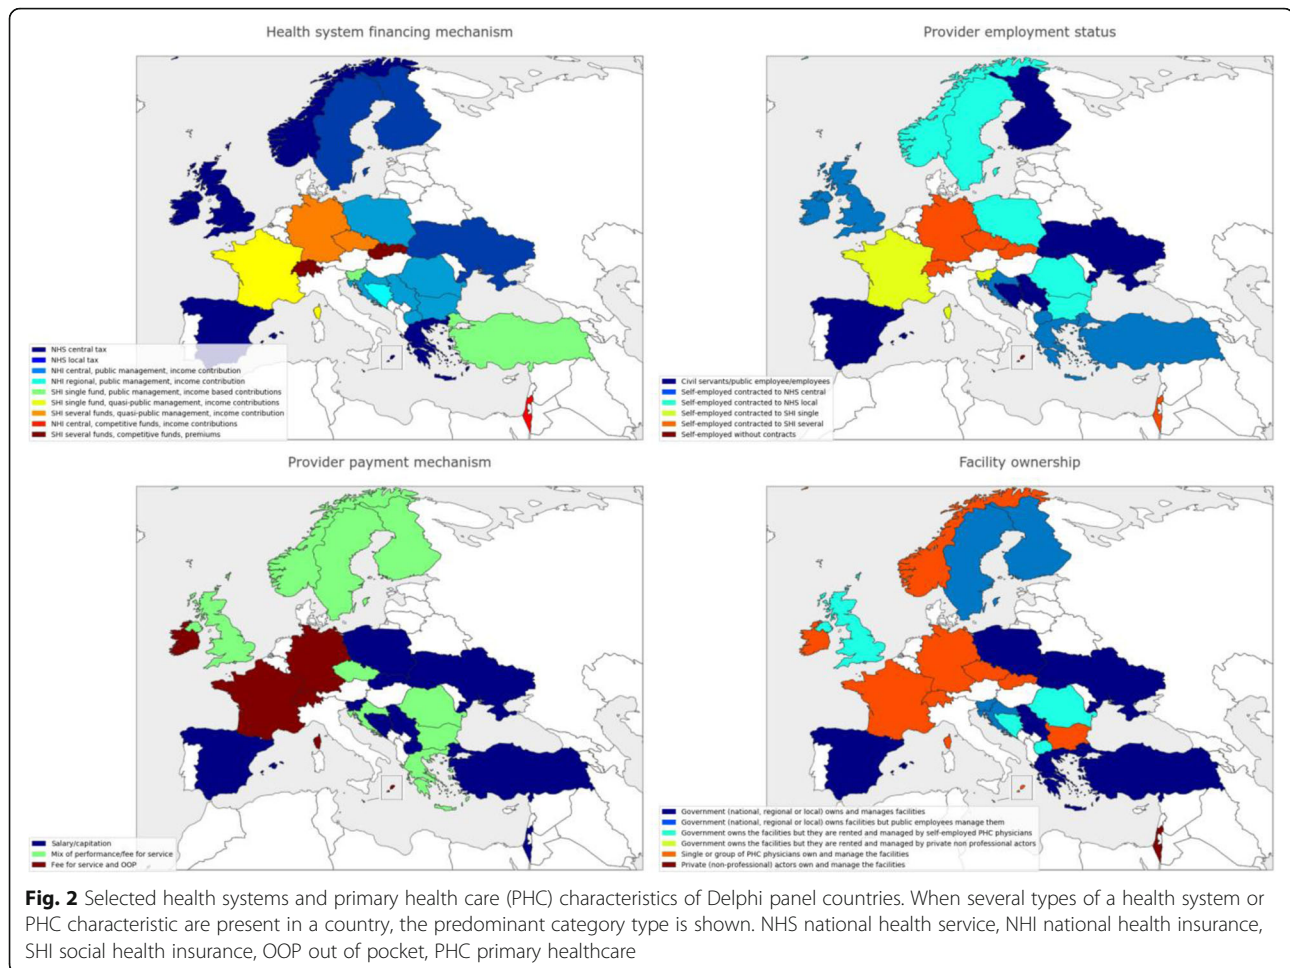 Health system financing mechanism
Provider employment status
NHS central tax
NHS local tax
NHI central, public management, income contribution
NHI regional, public management, income contribution
SHI single fund, public management, income based contributions
SHI single fund, quasi-public management, income contributions
SHI several funds, quasi-public management, income contribution
NHI central, competitive funds, income contributions
SHI several funds, competitive funds, premiums
Civil servants/public employee/employees
Self-employed contracted to NHS central
Self-employed contracted to NHS local
Self-employed contracted to SHI single
Self-employed contracted to SHI several
Self-employed without contracts
Provider payment mechanism
Facility ownership
Salary/capitation
Mix of performance/fee for service
Fee for service and OOP
Government (national, regional or local) owns and manages facilities
Government (national, regional or local) owns facilities but public employees manage them
Government owns the facilities but they are rented and managed by self-employed PHC physicians
Government owns the facilities but they are rented and managed by private non professional actors
Single or group of PHC physicians own and manage the facilities
Private (non-professional) actors own and manage the facilities
Fig. 2 Selected health systems and primary health care (PHC) characteristics of Delphi panel countries. When several types of a health system or
PHC characteristic are present in a country, the predominant category type is shown. NHS national health service, NHI national health insurance,
SHI social health insurance, OOP out of pocket, PHC primary healthcare